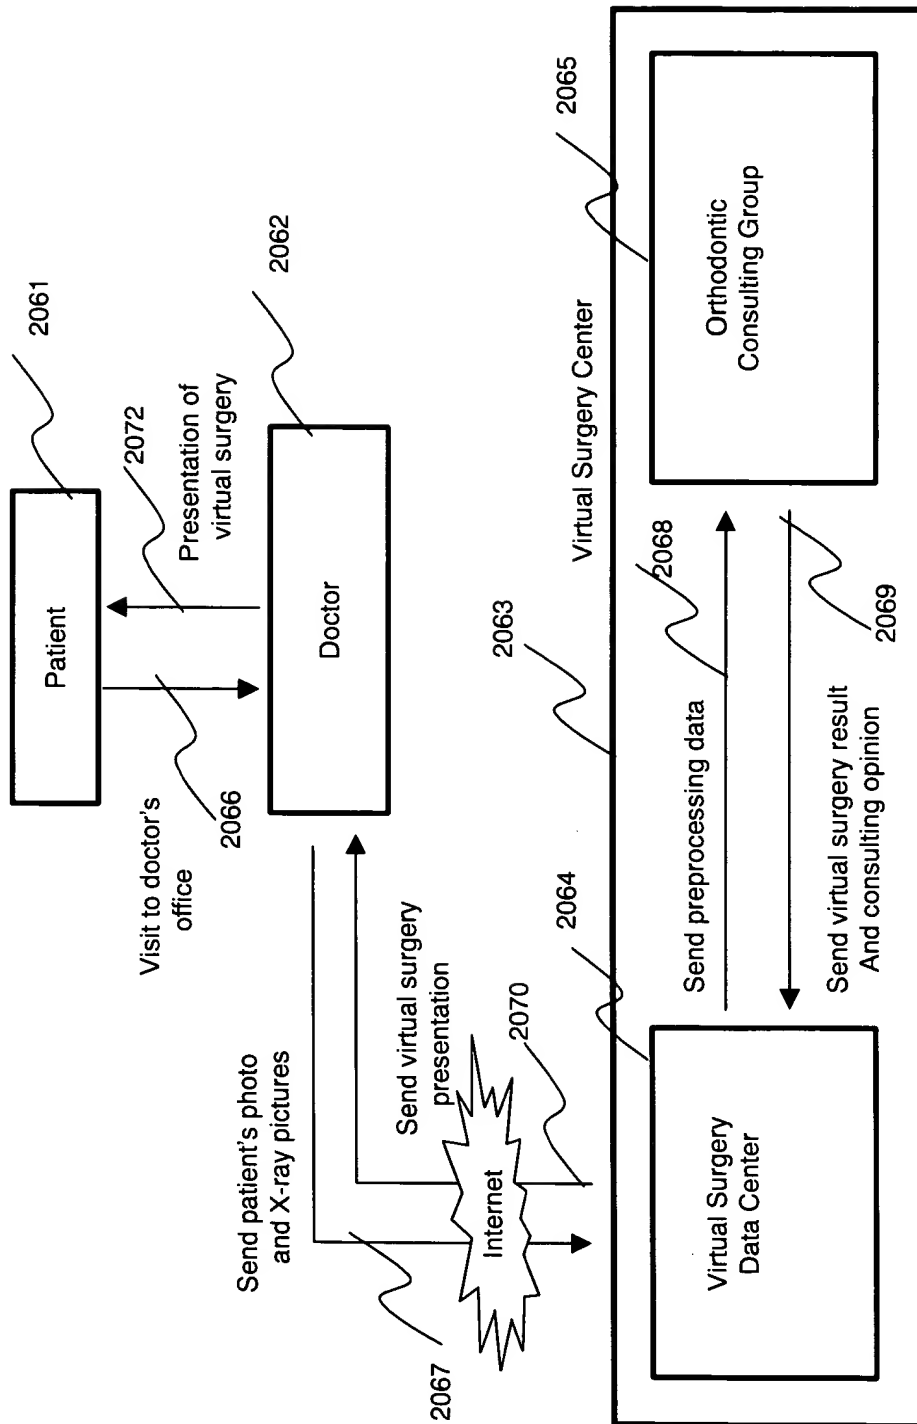 2061
Patient
2072
Presentation of
virtual surgery
2062
Visit to doctor's
office
2066
Doctor
Send patient's photo
and X-ray pictures
Send virtual surgery
presentation
2067
Internet
2070
2063
Virtual Surgery Center
2065
2064
Send preprocessing data
2068
Virtual Surgery
Data Center
Orthodontic
Consulting Group
Send virtual surgery result
And consulting opinion
2069